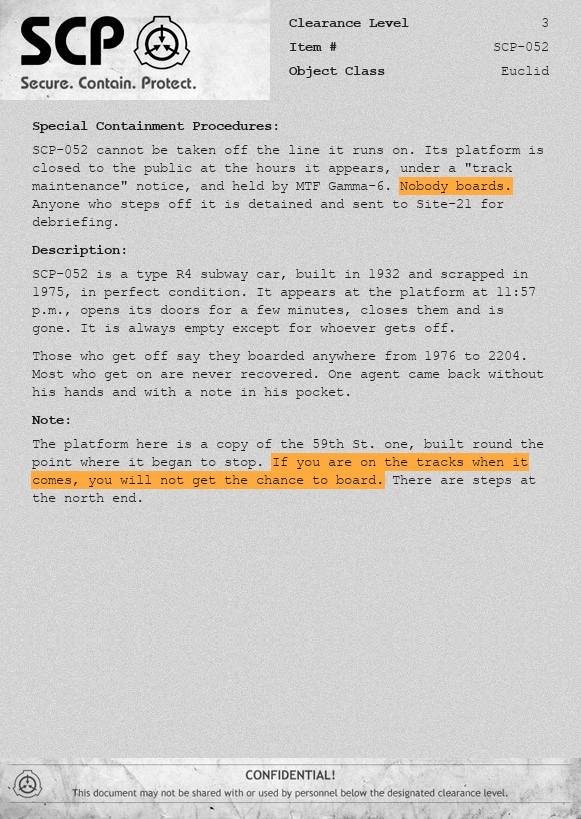 SCP
Secure. Contain. Protect.
Clearance Level 3
Item # SCP-052
Object Class Euclid
Special Containment Procedures:
SCP-052 cannot be taken off the line it runs on. Its platform is
closed to the public at the hours it appears, under a "track
maintenance" notice, and held by MTF Gamma-6. Nobody boards.
Anyone who steps off it is detained and sent to Site-21 for
debriefing.
Description:
SCP-052 is a type R4 subway car, built in 1932 and scrapped in
1975, in perfect condition. It appears at the platform at 11:57
p.m., opens its doors for a few minutes, closes them and is
gone. It is always empty except for whoever gets off.
Those who get off say they boarded anywhere from 1976 to 2204.
Most who get on are never recovered. One agent came back without
his hands and with a note in his pocket.
Note:
The platform here is a copy of the 59th St. one, built round the
point where it began to stop. If you are on the tracks when it
comes, you will not get the chance to board. There are steps at
the north end.
CONFIDENTIAL!
This document may not be shared with or used by personnel below the designated clearance level.